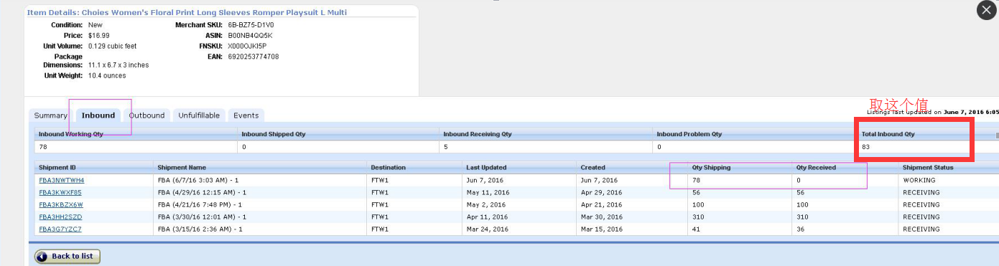 Item Details: Choies Women's Floral Print Long Sleeves Romper Playsuit L Multi
Condition: New Merchant SKU: 6B-BZ75-D1V0
Price: $16.99 ASIN: B00NB4QQ5K
Unit Volume: 0.129 cubic feet FNSKU: X000OJKI5P
Package EAN: 6920253774708
Dimensions: 11.1 x 6.7 x 3 inches
Unit Weight: 10.4 ounces
取这个值
Summary Inbound Outbound Unfulfillable Events Listings last updated on June 7, 2016 6:05
Inbound Working Qty Inbound Shipped Qty Inbound Receiving Qty Inbound Problem Qty Total Inbound Qty
78 0 5 0 83
Shipment ID Shipment Name Destination Last Updated Created Qty Shipping Qty Received Shipment Status
FBA3NWTWH4 FBA (6/7/16 3:03 AM) - 1 FTW1 Jun 7, 2016 Jun 7, 2016 78 0 WORKING
FBA3KWXF85 FBA (4/29/16 12:15 AM) - 1 FTW1 May 11, 2016 Apr 29, 2016 56 56 RECEIVING
FBA3KBZX6W FBA (4/21/16 7:48 PM) - 1 FTW1 May 2, 2016 Apr 21, 2016 100 100 RECEIVING
FBA3HH2SZD FBA (3/30/16 12:01 AM) - 1 FTW1 Apr 11, 2016 Mar 30, 2016 310 310 RECEIVING
FBA3G7YZC7 FBA (3/15/16 2:36 AM) - 1 FTW1 Mar 24, 2016 Mar 15, 2016 41 36 RECEIVING
Back to list